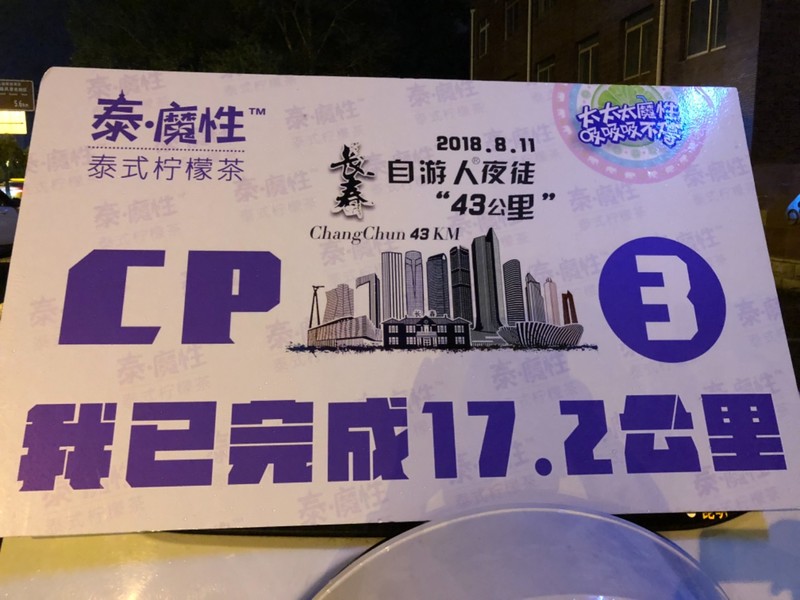 泰·魔性™
泰式柠檬茶
太太太魔性
吸吸吸不停
2018.8.11
长春
自游人®夜徒
“43公里”
ChangChun 43 KM
CP
3
我已完成17.2公里